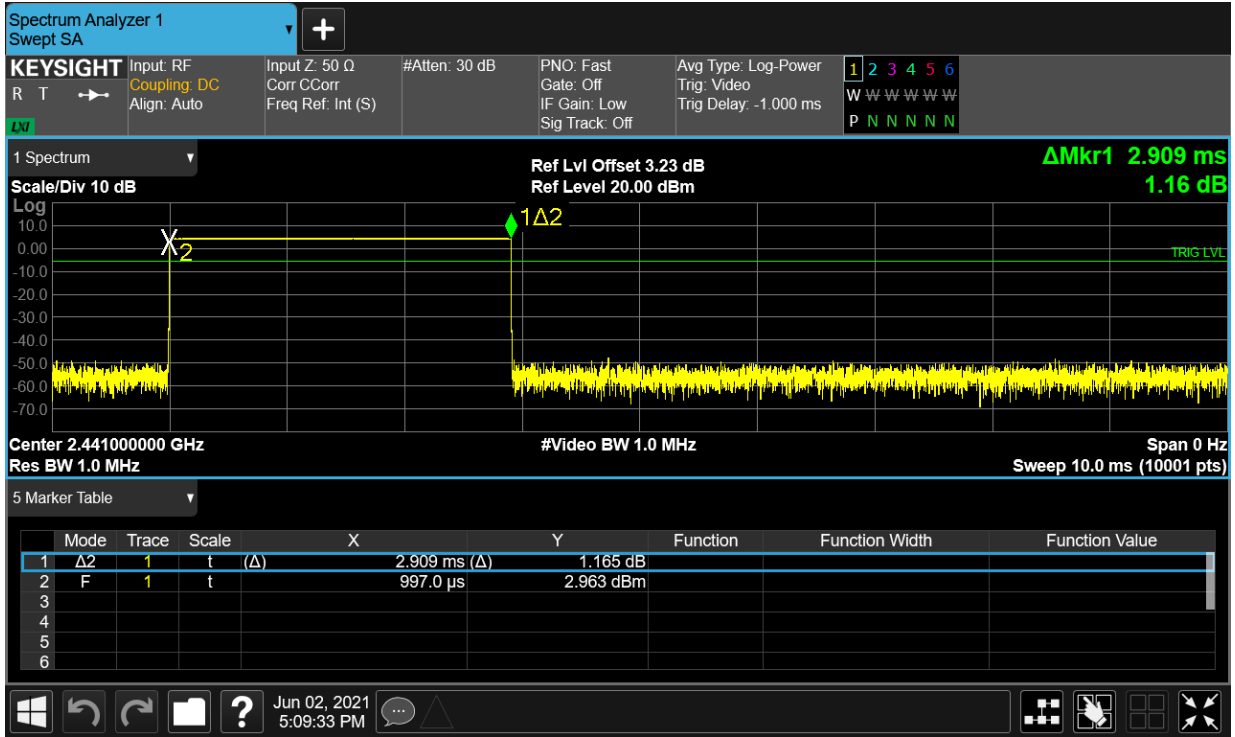 Spectrum Analyzer 1
Swept SA
KEYSIGHT
R T
LXI
Input: RF
Coupling: DC
Align: Auto
Input Z: 50 Ω
Corr CCorr
Freq Ref: Int (S)
#Atten: 30 dB
PNO: Fast
Gate: Off
IF Gain: Low
Sig Track: Off
Avg Type: Log-Power
Trig: Video
Trig Delay: -1.000 ms
1 2 3 4 5 6
W W W W W W
P N N N N N
1 Spectrum
Scale/Div 10 dB
Ref Lvl Offset 3.23 dB
Ref Level 20.00 dBm
ΔMkr1 2.909 ms
1.16 dB
Log
10.0
0.00
-10.0
-20.0
-30.0
-40.0
-50.0
-60.0
-70.0
2
1Δ2
TRIG LVL
Center 2.441000000 GHz
#Video BW 1.0 MHz
Span 0 Hz
Res BW 1.0 MHz
Sweep 10.0 ms (10001 pts)
5 Marker Table
Mode Trace Scale X Y Function Function Width Function Value
1 Δ2 1 t (Δ) 2.909 ms (Δ) 1.165 dB
2 F 1 t 997.0 μs 2.963 dBm
3
4
5
6
?
Jun 02, 2021
5:09:33 PM